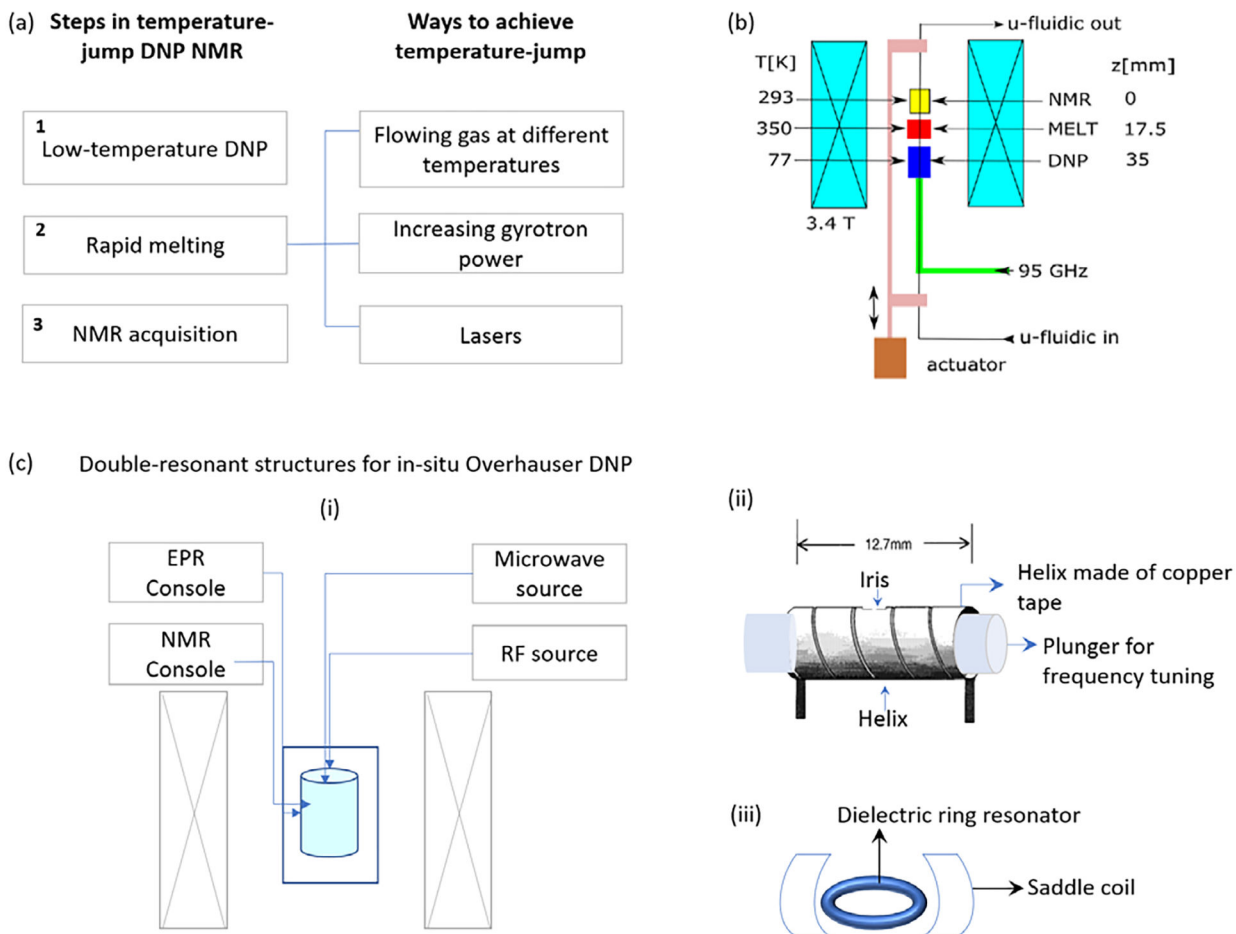 (a)
Steps in temperature-
jump DNP NMR
Ways to achieve
temperature-jump
1
Low-temperature DNP
2
Rapid melting
3
NMR acquisition
Flowing gas at different
temperatures
Increasing gyrotron
power
Lasers
(b)
u-fluidic out
T[K]
z[mm]
293
NMR
0
350
MELT
17.5
77
DNP
35
3.4 T
95 GHz
u-fluidic in
actuator
(c)
Double-resonant structures for in-situ Overhauser DNP
(i)
EPR
Console
NMR
Console
Microwave
source
RF source
(ii)
12.7mm
Iris
Helix made of copper
tape
Plunger for
frequency tuning
Helix
(iii)
Dielectric ring resonator
Saddle coil